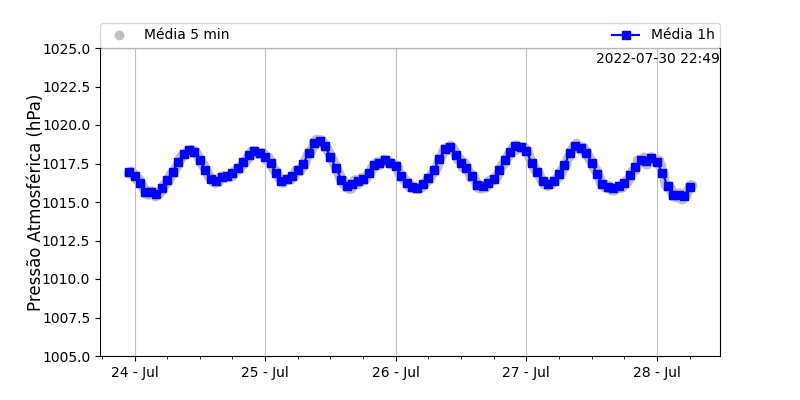 Média 5 min
Média 1h
2022-07-30 22:49
Pressão Atmosférica (hPa)
1025.0
1022.5
1020.0
1017.5
1015.0
1012.5
1010.0
1007.5
1005.0
24 - Jul
25 - Jul
26 - Jul
27 - Jul
28 - Jul